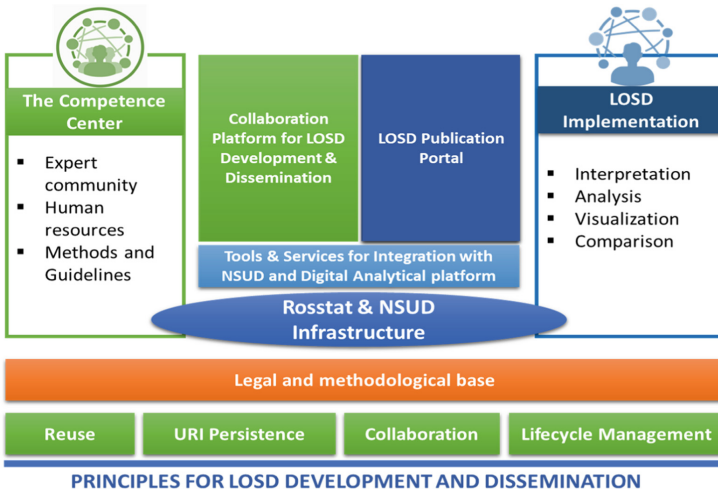 The Competence
Center
▪ Expert
community
▪ Human
resources
▪ Methods and
Guidelines
Collaboration
Platform for LOSD
Development &
Dissemination
LOSD Publication
Portal
LOSD
Implementation
▪ Interpretation
▪ Analysis
▪ Visualization
▪ Comparison
Tools & Services for Integration with
NSUD and Digital Analytical platform
Rosstat & NSUD
Infrastructure
Legal and methodological base
Reuse
URI Persistence
Collaboration
Lifecycle Management
PRINCIPLES FOR LOSD DEVELOPMENT AND DISSEMINATION